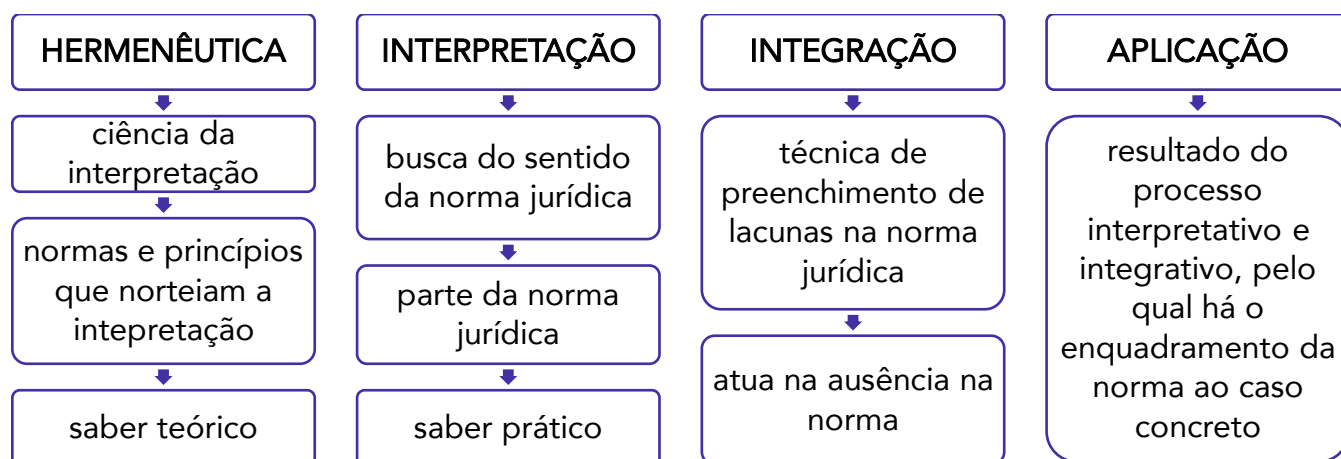 HERMENÊUTICA
ciência da
interpretação
normas e princípios
que norteiam a
intepretação
saber teórico
INTERPRETAÇÃO
busca do sentido
da norma jurídica
parte da norma
jurídica
saber prático
INTEGRAÇÃO
técnica de
preenchimento de
lacunas na norma
jurídica
atua na ausência na
norma
APLICAÇÃO
resultado do
processo
interpretativo e
integrativo, pelo
qual há o
enquadramento da
norma ao caso
concreto